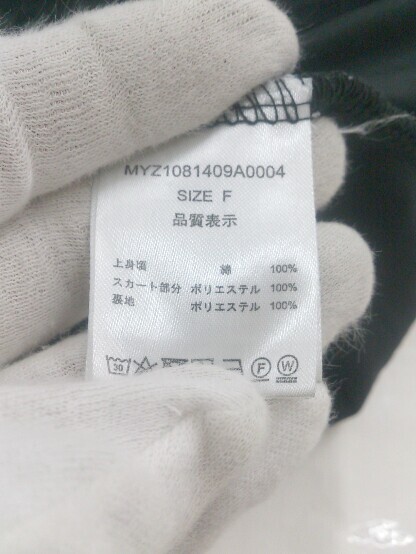 MYZ1081409A0004
SIZE F
品質表示
上身頃 綿 100%
スカート部分 ポリエステル 100%
裏地 ポリエステル 100%
30 F W